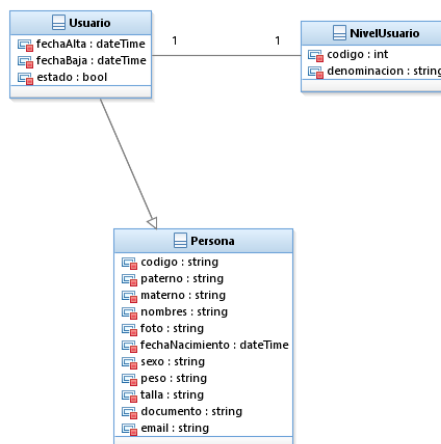 Usuario
fechaAlta : dateTime
fechaBaja : dateTime
estado : bool
1
1
NivelUsuario
codigo : int
denominacion : string
Persona
codigo : string
paterno : string
materno : string
nombres : string
foto : string
fechaNacimiento : dateTime
sexo : string
peso : string
talla : string
documento : string
email : string